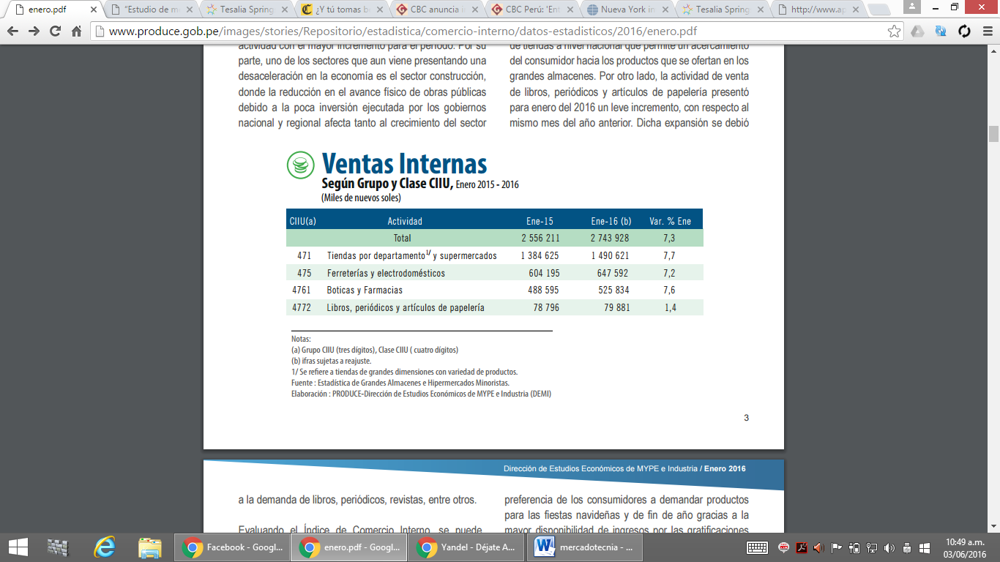 enero.pdf
"Estudio de m
Tesalia Spring
¿Y tú tomas b
CBC anuncia i
CBC Perú: 'Ent
Nueva York in
Tesalia Spring
http://www.ap
www.produce.gob.pe/images/stories/Repositorio/estadistica/comercio-interno/datos-estadisticos/2016/enero.pdf
actividad con el mayor incremento para el período. Por su
parte, uno de los sectores que aun viene presentando una
desaceleración en la economía es el sector construcción,
donde la reducción en el avance físico de obras públicas
debido a la poca inversión ejecutada por los gobiernos
nacional y regional afecta tanto al crecimiento del sector
de tiendas a nivel nacional que permite un acercamiento
del consumidor hacia los productos que se ofertan en los
grandes almacenes. Por otro lado, la actividad de venta
de libros, periódicos y artículos de papelería presentó
para enero del 2016 un leve incremento, con respecto al
mismo mes del año anterior. Dicha expansión se debió
Ventas Internas
Según Grupo y Clase CIIU, Enero 2015 - 2016
(Miles de nuevos soles)
CIIU(a) Actividad Ene-15 Ene-16 (b) Var. % Ene
Total 2 556 211 2 743 928 7,3
471 Tiendas por departamento1/ y supermercados 1 384 625 1 490 621 7,7
475 Ferreterías y electrodomésticos 604 195 647 592 7,2
4761 Boticas y Farmacias 488 595 525 834 7,6
4772 Libros, periódicos y artículos de papelería 78 796 79 881 1,4
Notas:
(a) Grupo CIIU (tres dígitos), Clase CIIU ( cuatro dígitos)
(b) ifras sujetas a reajuste.
1/ Se refiere a tiendas de grandes dimensiones con variedad de productos.
Fuente : Estadística de Grandes Almacenes e Hipermercados Minoristas.
Elaboración : PRODUCE-Dirección de Estudios Económicos de MYPE e Industria (DEMI)
3
Dirección de Estudios Económicos de MYPE e Industria / Enero 2016
a la demanda de libros, periódicos, revistas, entre otros.
Evaluando el Índice de Comercio Interno, se puede
preferencia de los consumidores a demandar productos
para las fiestas navideñas y de fin de año gracias a la
mayor disponibilidad de ingresos por las gratificaciones
Facebook - Googl...
enero.pdf - Googl...
Yandel - Déjate A...
mercadotecnia - ...
10:49 a.m.
03/06/2016